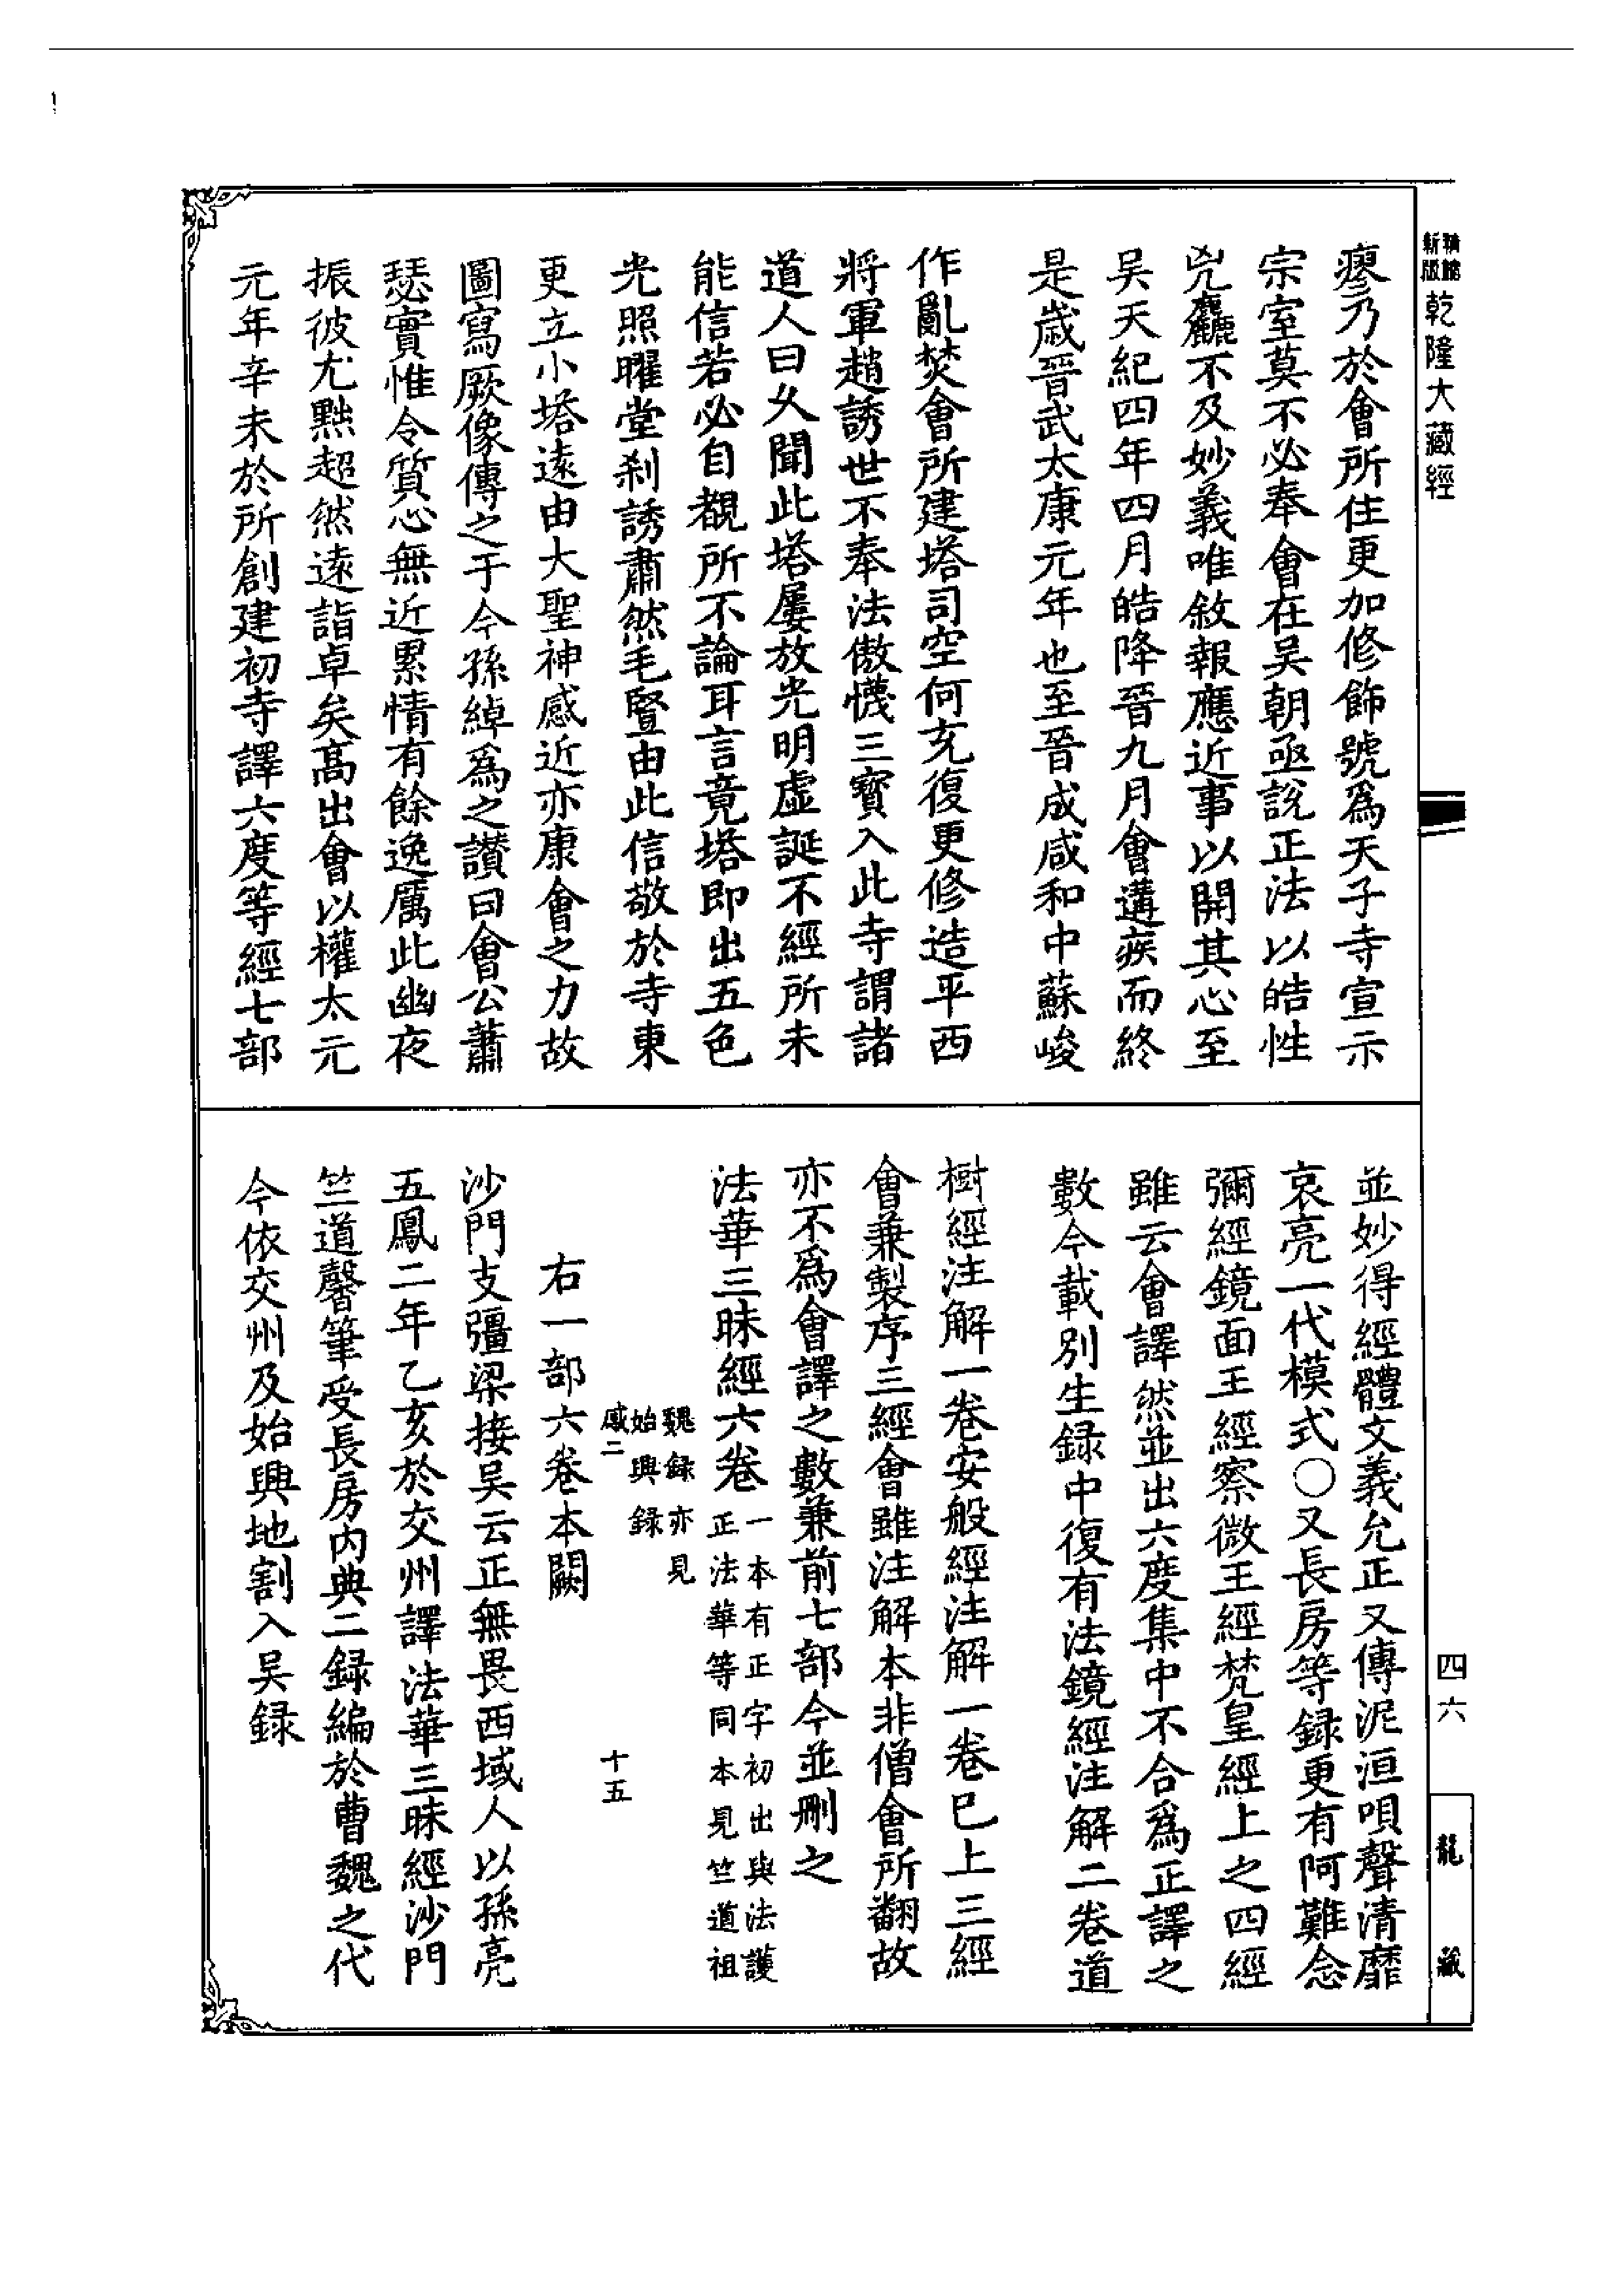 乾隆大藏經
瘳乃於會所住更加修飾號爲天子寺宣示
宗室莫不必奉會在吴朝亟説正法以皓性
兇麤不及妙義唯敘報應近事以開其心至
吴天紀四年四月皓降晉九月會遘疾而終
是歲晉武太康元年也至晉成咸和中蘇峻
作亂焚會所建塔司空何充復更修造平西
將軍趙誘世不奉法傲懱三寶入此寺謂諸
道人曰乆聞此塔屢放光明虛誕不經所未
能信若必自覩所不論耳言竟塔即出五色
光照曜堂刹誘肅然毛豎由此信敬於寺東
更立小塔遠由大聖神感近亦康會之力故
圖寫厥像傳之于今孫綽爲之讚曰會公蕭
瑟實惟令質心無近累情有餘逸厲此幽夜
振彼尤黙超然遠詣卓矣高出會以權太元
元年辛未於所創建初寺譯六度等經七部
四六
龍藏
並妙得經體文義允正又傳泥洹唄聲清靡
哀亮一代模式〇又長房等録更有阿難念
彌經鏡面王經察微王經梵皇經上之四經
雖云會譯然並出六度集中不合爲正譯之
數今載別生録中復有法鏡經注解二卷道
樹經注解一卷安般經注解一卷巳上三經
會兼製序三經會雖注解本非僧會所翻故
亦不爲會譯之數兼前七部今並刪之
法華三昧經六卷一本有正字初出與法護
正法華等同本見竺道祖
魏録亦見
始興録
感二 十五
右一部六卷本闕
沙門支彊梁接吴云正無畏西域人以孫亮
五鳳二年乙亥於交州譯法華三昧經沙門
竺道馨筆受長房内典二録編於曹魏之代
今依交州及始興地割入吴録